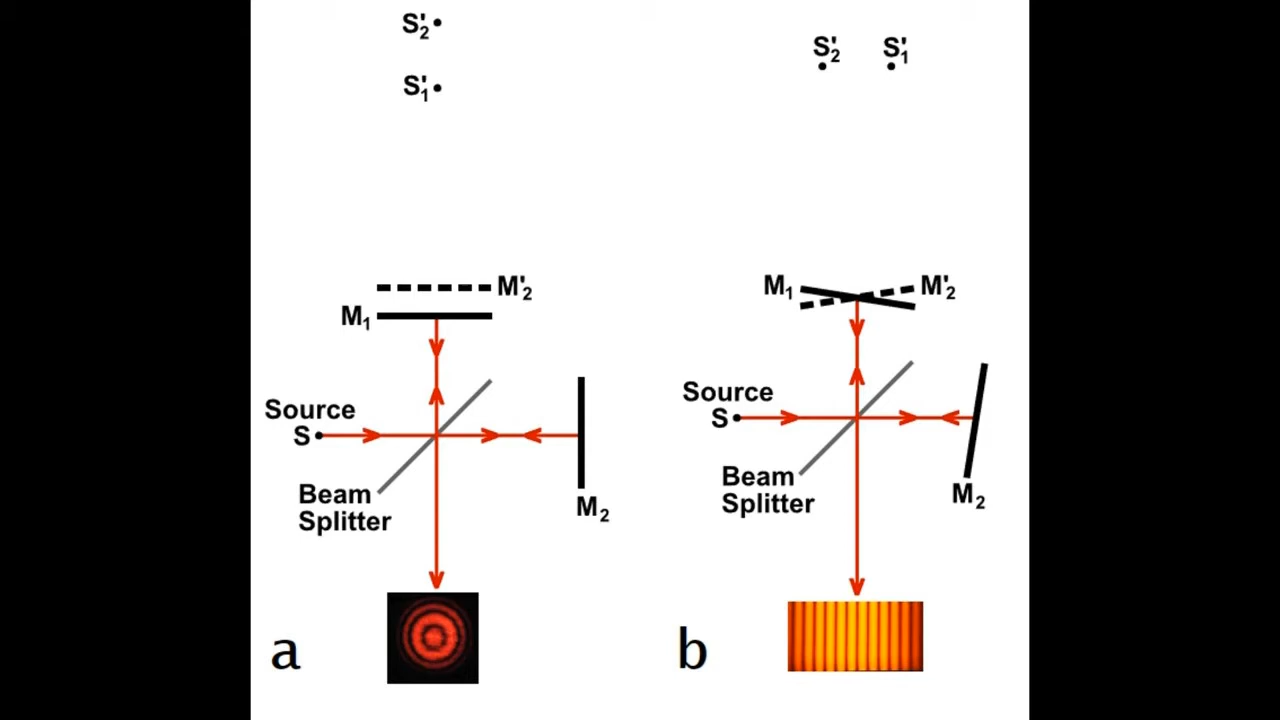 S'₂
S'₁
M'₂
M₁
Source
S
Beam
Splitter
M₂
a
S'₂
S'₁
M₁
M'₂
Source
S
Beam
Splitter
M₂
b